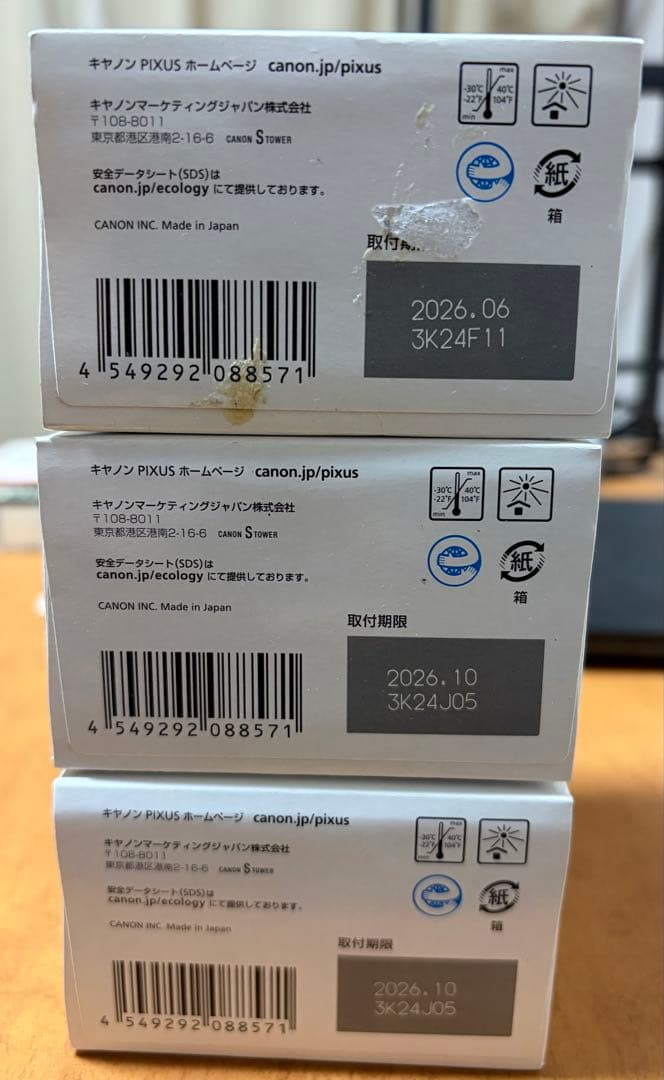 キヤノン PIXUS ホームページ canon.jp/pixus
キヤノンマーケティングジャパン株式会社
〒108-8011
東京都港区港南2-16-6 CANON S TOWER
安全データシート(SDS)は
canon.jp/ecology にて提供しております。
CANON INC. Made in Japan
max
-30℃ 40℃
-22℉ 104℉
min
紙
箱
取付期
2026.06
3K24F11
4 549292 088571
キヤノン PIXUS ホームページ canon.jp/pixus
キヤノンマーケティングジャパン株式会社
〒108-8011
東京都港区港南2-16-6 CANON S TOWER
安全データシート(SDS)は
canon.jp/ecology にて提供しております。
CANON INC. Made in Japan
max
-30℃ 40℃
-22℉ 104℉
min
紙
箱
取付期限
2026.10
3K24J05
4 549292 088571
キヤノン PIXUS ホームページ canon.jp/pixus
キヤノンマーケティングジャパン株式会社
〒108-8011
東京都港区港南2-16-6 CANON S TOWER
安全データシート(SDS)は
canon.jp/ecology にて提供しております。
CANON INC. Made in Japan
max
-30℃ 40℃
-22℉ 104℉
min
紙
箱
取付期限
2026.10
3K24J05
4 549292 088571